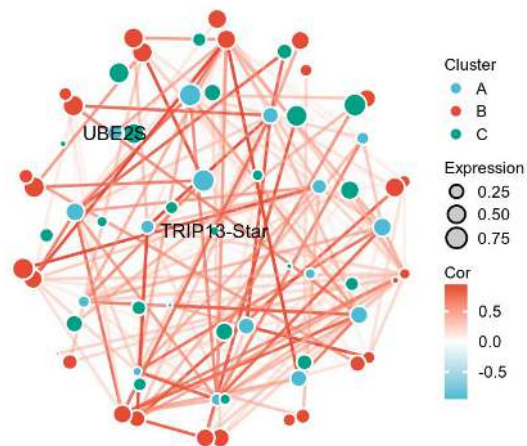 UBE2S
TRIP13-Star
Cluster
A
B
C
Expression
0.25
0.50
0.75
Cor
0.5
0.0
-0.5